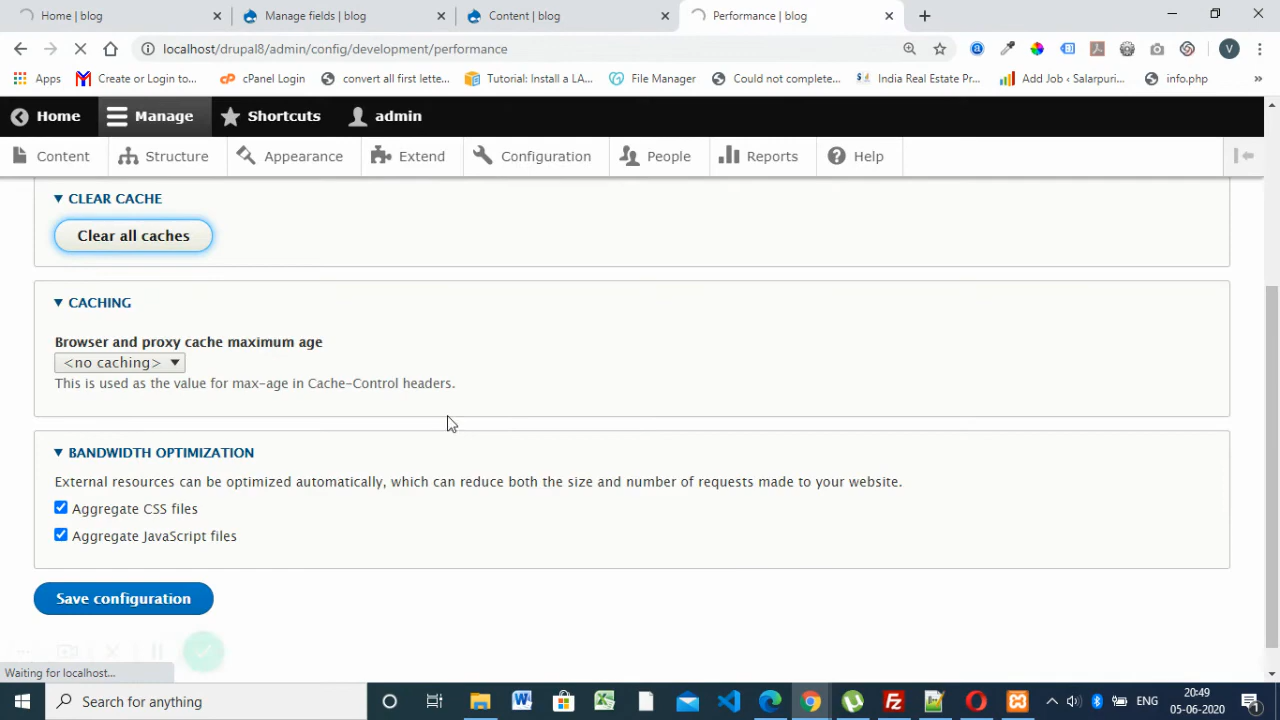 Home | blog
Manage fields | blog
Content | blog
Performance | blog
localhost/drupal8/admin/config/development/performance
Apps
Create or Login to...
cPanel Login
convert all first lette...
Tutorial: Install a LA...
File Manager
Could not complete...
India Real Estate Pr...
Add Job ‹ Salarpuri...
info.php
V
Home
Manage
Shortcuts
admin
Content
Structure
Appearance
Extend
Configuration
People
Reports
Help
CLEAR CACHE
Clear all caches
CACHING
Browser and proxy cache maximum age
<no caching>
This is used as the value for max-age in Cache-Control headers.
BANDWIDTH OPTIMIZATION
External resources can be optimized automatically, which can reduce both the size and number of requests made to your website.
Aggregate CSS files
Aggregate JavaScript files
Save configuration
Waiting for localhost...
Search for anything
ENG
20:49
05-06-2020